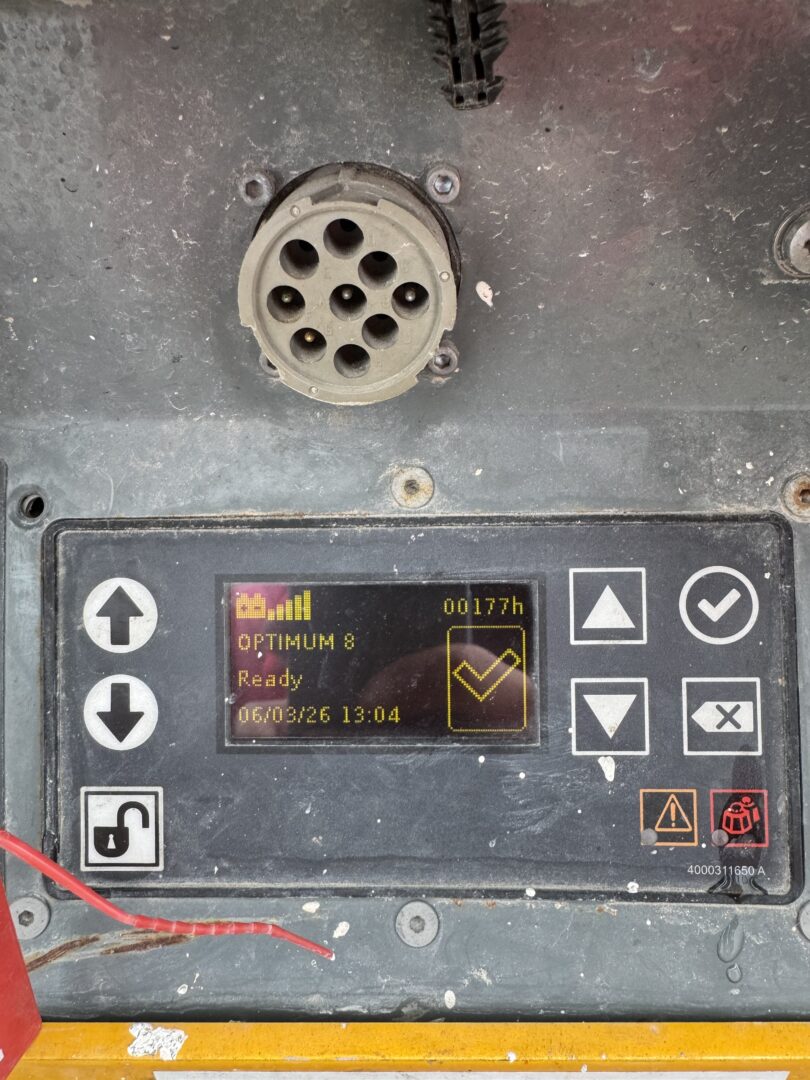 00177h
OPTIMUM 8
Ready
06/03/26 13:04
4000311650 A